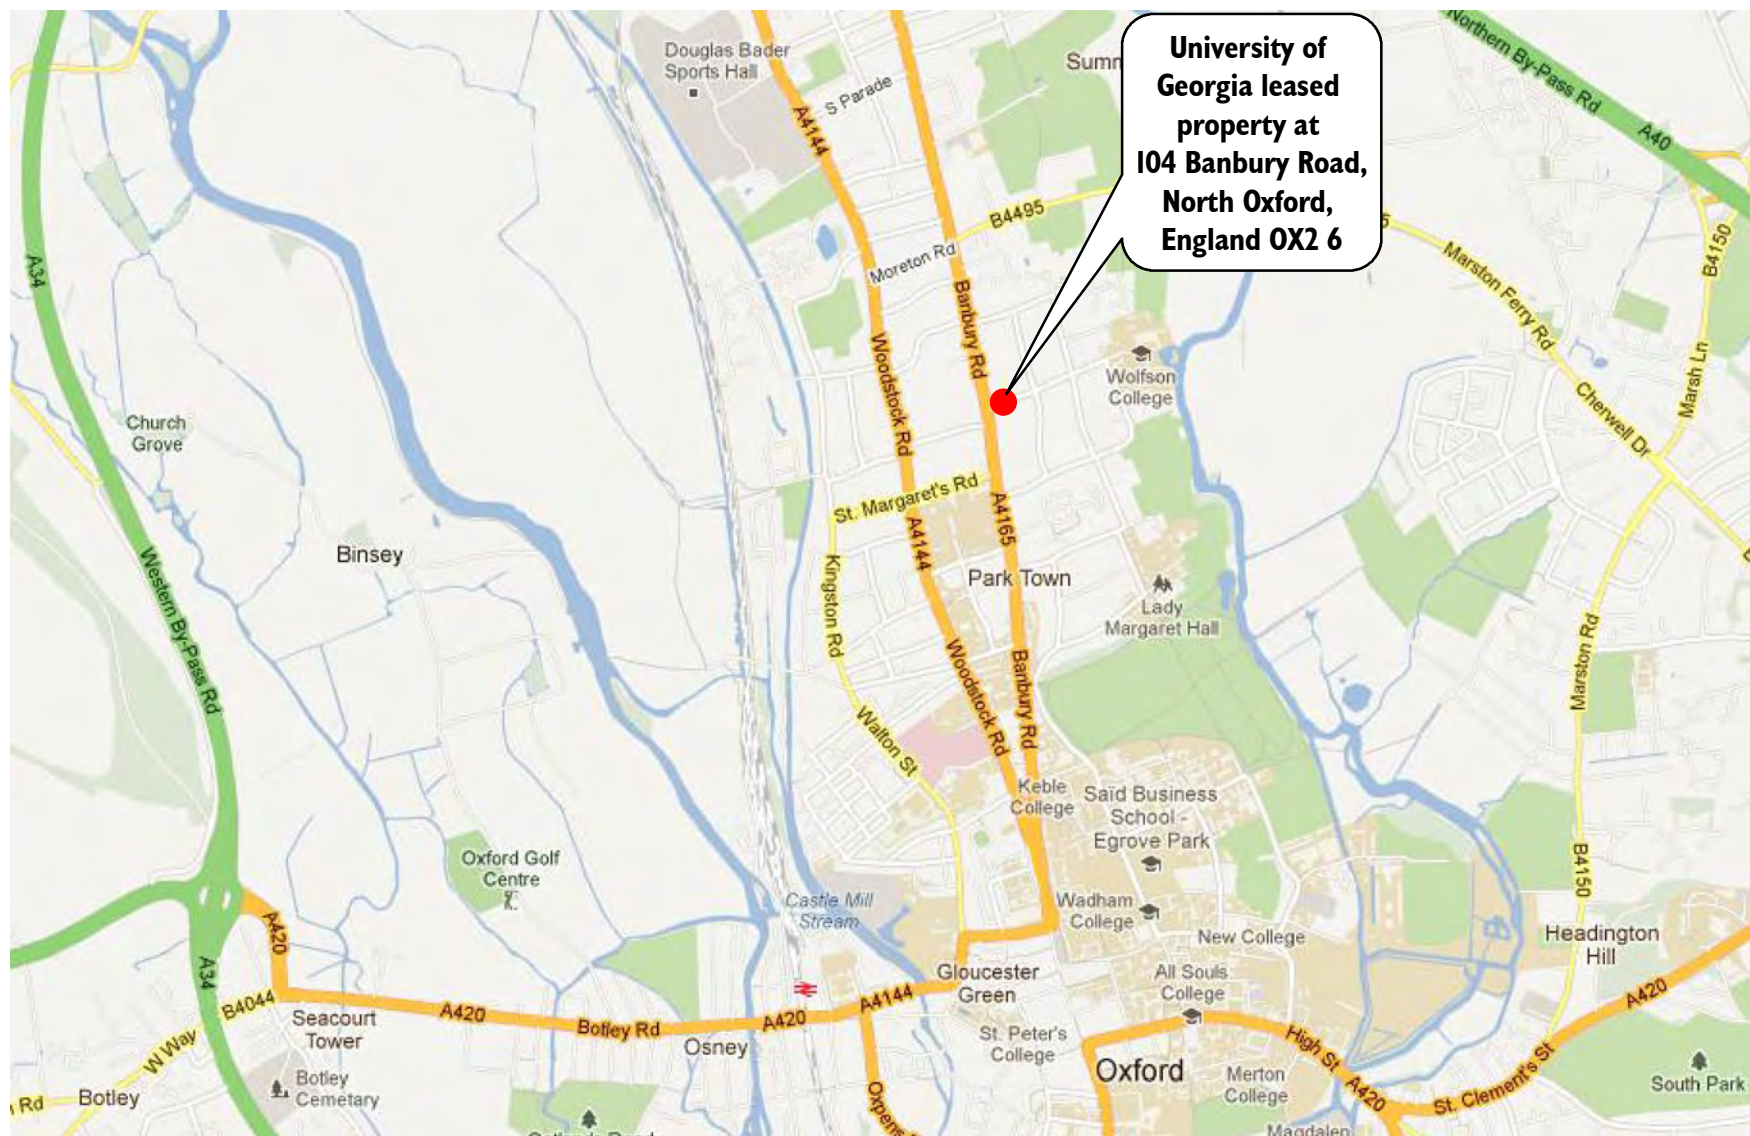 Douglas Bader
Sports Hall
S Parade
A4144
Summ
University of
Georgia leased
property at
104 Banbury Road,
North Oxford,
England OX2 6
Northern By-Pass Rd
A40
B4495
5
B4150
Moreton Rd
Marston Ferry Rd
A34
Banbury Rd
Woodstock Rd
Wolfson
College
Marsh Ln
Cherwell Dr
Church
Grove
St. Margaret's Rd
A4165
A4144
Binsey
Western By-Pass Rd
Kingston Rd
Park Town
Lady
Margaret Hall
Marston Rd
Woodstock Rd
Banbury Rd
Walton St
Keble
College
Saïd Business
School -
Egrove Park
Oxford Golf
Centre
B4150
Castle Mill
Stream
Wadham
College
New College
Headington
Hill
A420
A34
Gloucester
Green
All Souls
College
A420
B4044
Seacourt
Tower
A420
Botley Rd
A420
A4144
St. Peter's
College
High St
W Way
Osney
Oxford
Merton
College
A420
St. Clement's St
South Park
Rd
Botley
Botley
Cemetary
Oxpens
Magdalen